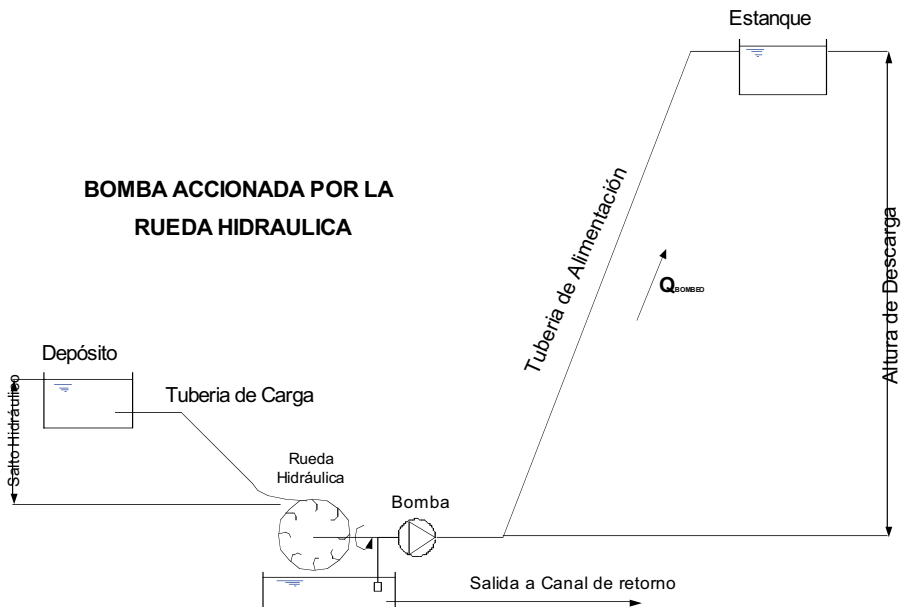 Estanque
BOMBA ACCIONADA POR LA
RUEDA HIDRAULICA
Tuberia de Alimentación
QBOMBEO
Altura de Descarga
Depósito
Salto Hidráulico
Tuberia de Carga
Rueda
Hidráulica
Bomba
Salida a Canal de retorno